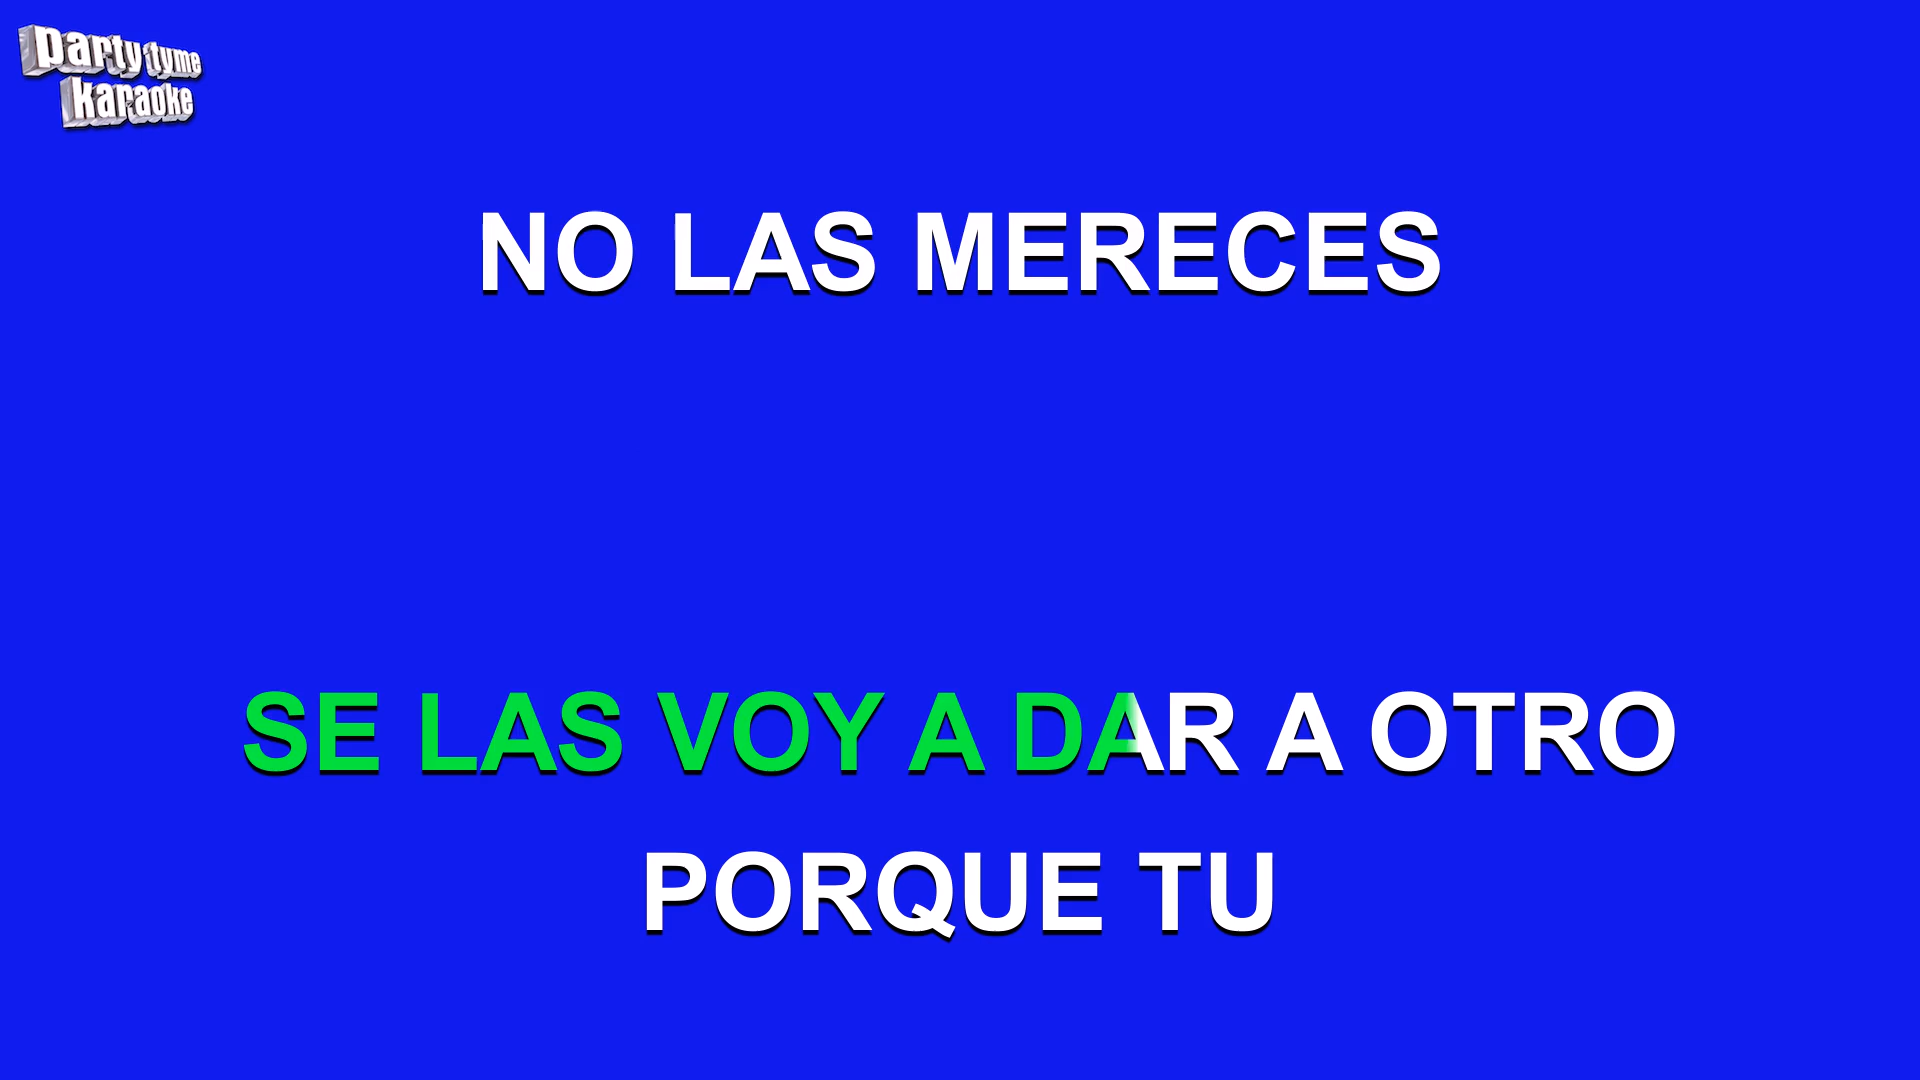 party tyme
karaoke
NO LAS MERECES
SE LAS VOY A DAR A OTRO
PORQUE TU